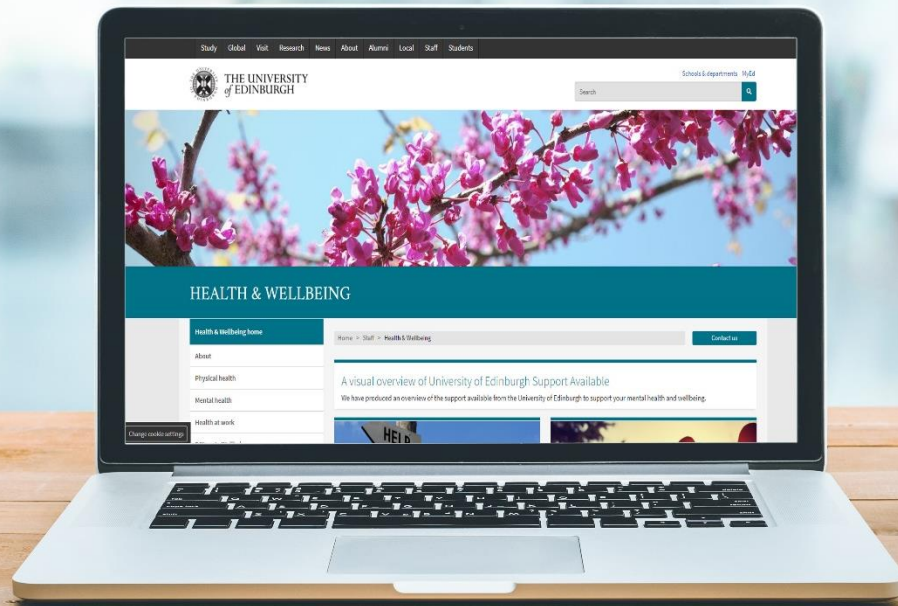 Study Global Visit Research News About Alumni Local Staff Students
THE UNIVERSITY
of EDINBURGH
Schools & departments MyEd
Search
HEALTH & WELLBEING
Health & Wellbeing home
About
Physical health
Mental health
Health at work
Home > Staff > Health & Wellbeing
Contact us
A visual overview of University of Edinburgh Support Available
We have produced an overview of the support available from the University of Edinburgh to support your mental health and wellbeing.
HELP
Change cookie settings